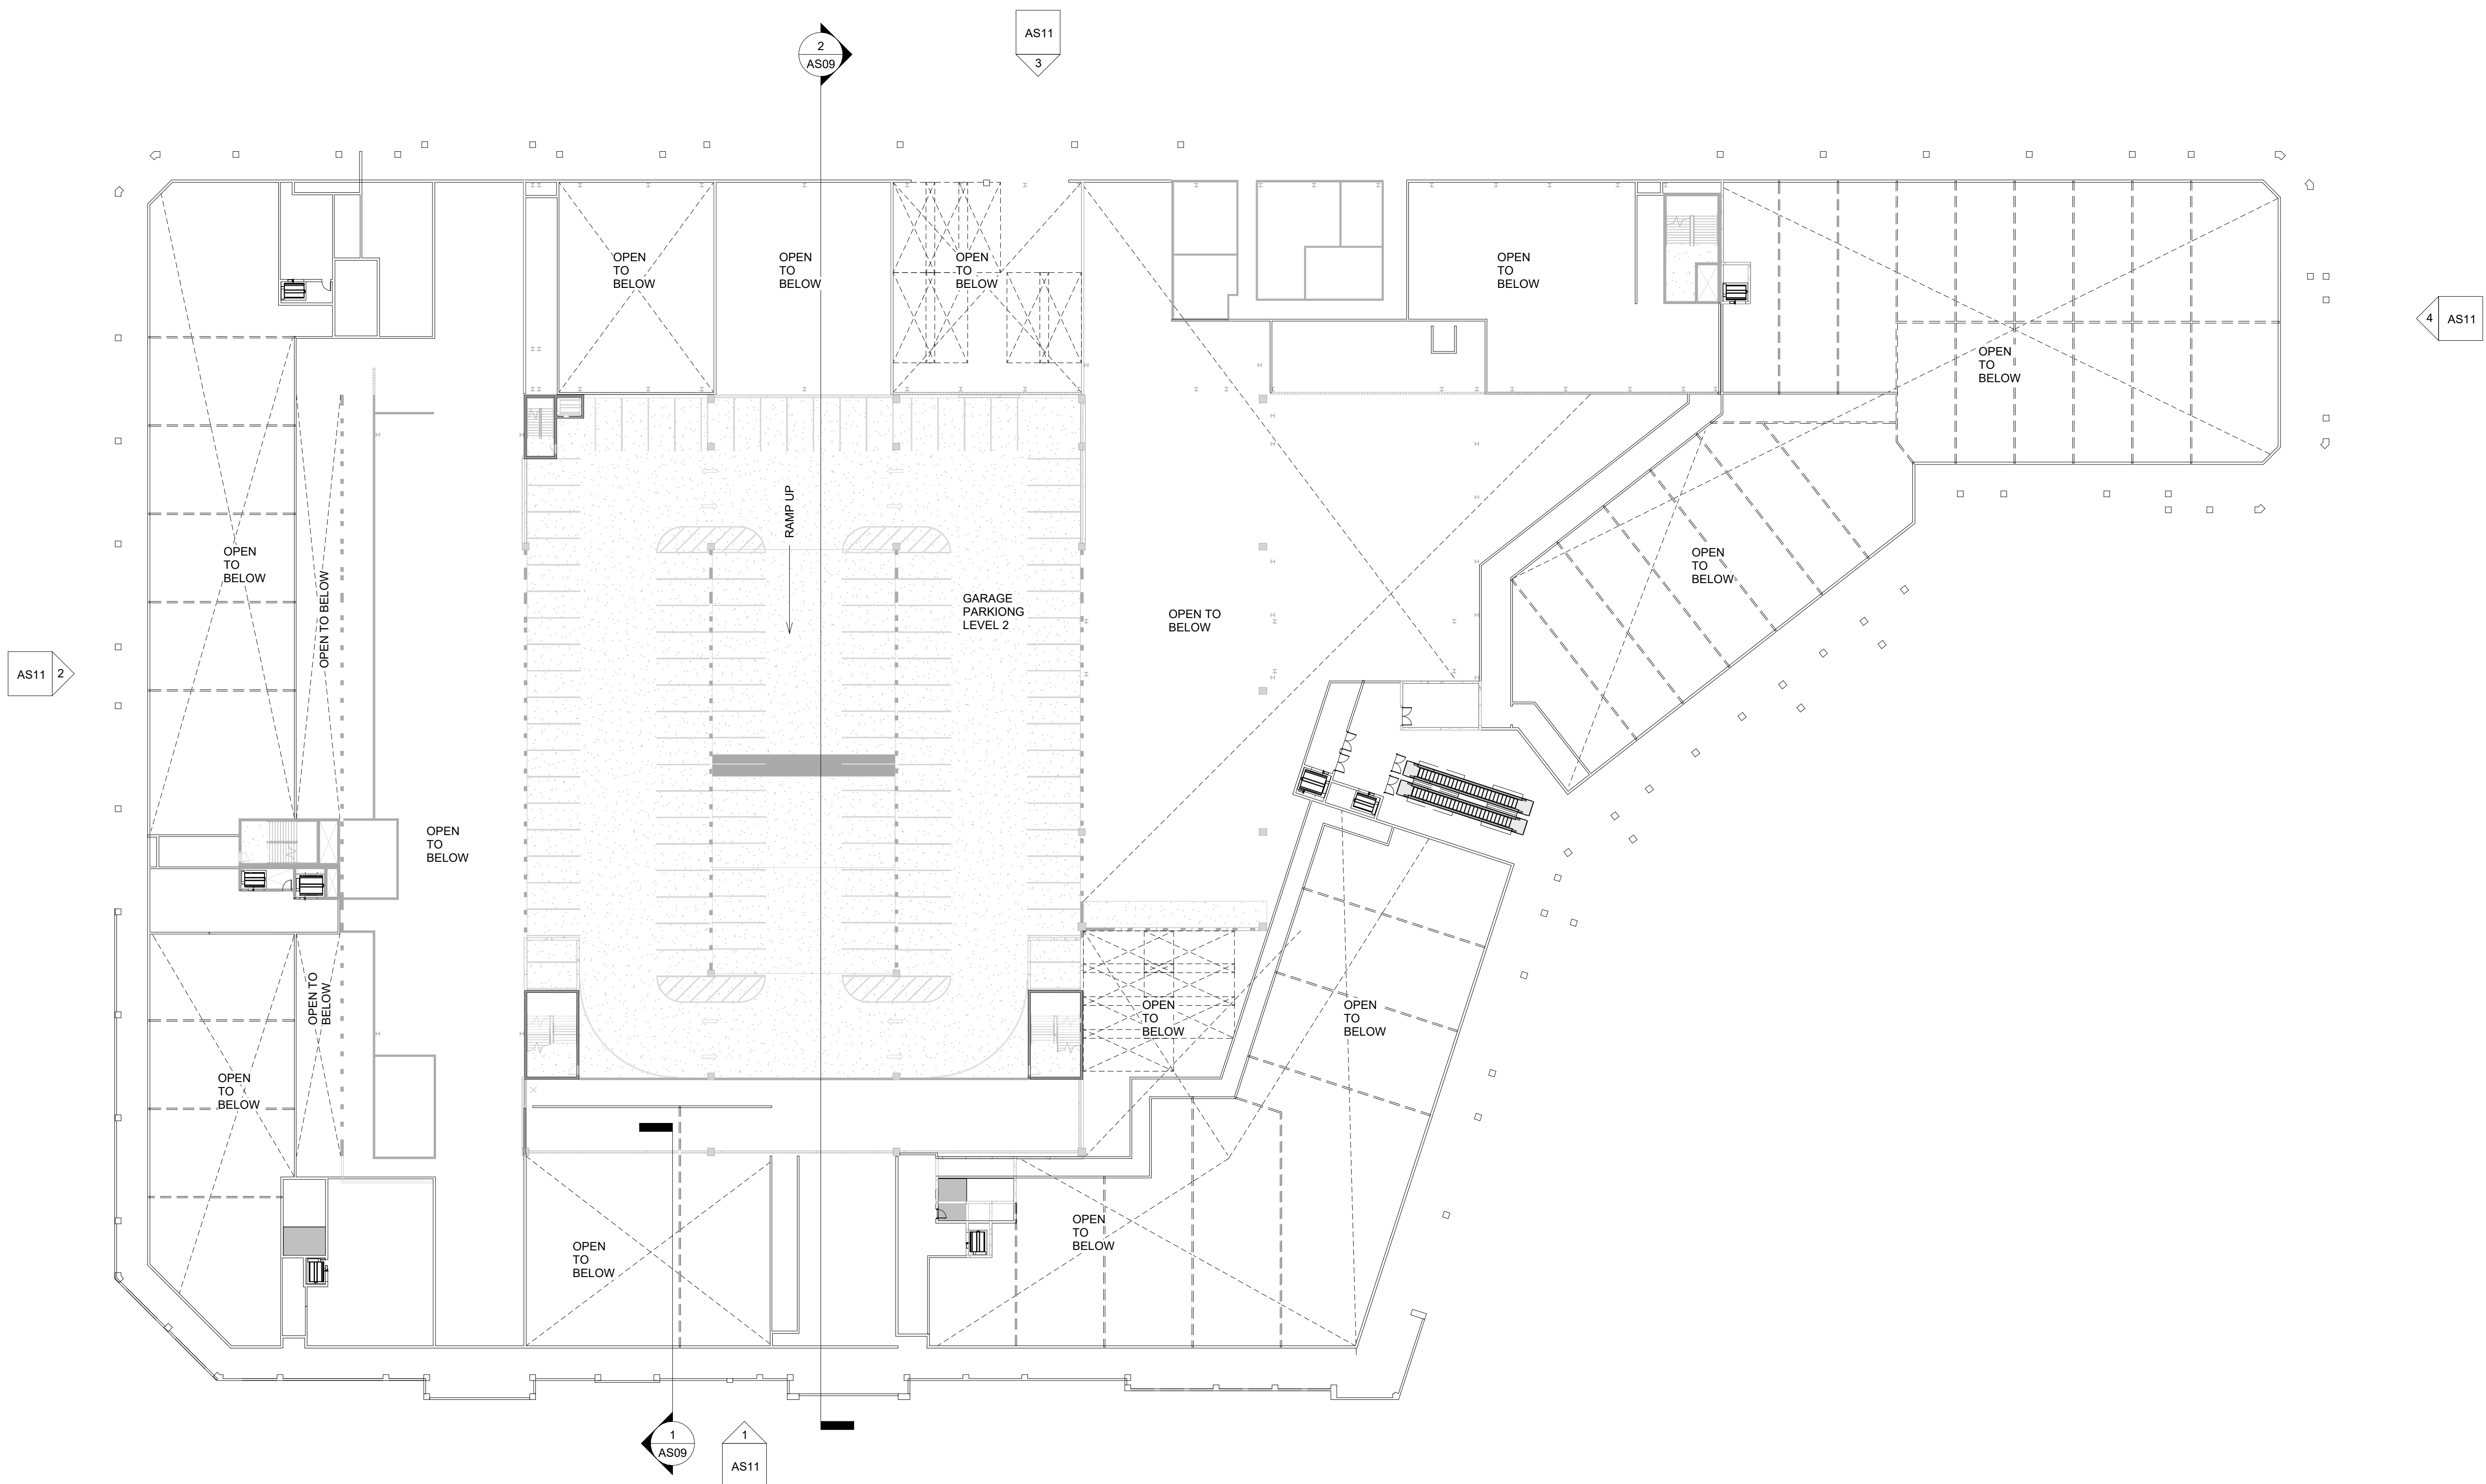 AS11
3
2
AS09
OPEN
TO
BELOW
OPEN
TO
BELOW
OPEN
TO
BELOW
OPEN
TO
BELOW
4
AS11
OPEN
TO
BELOW
RAMP UP
OPEN
TO
BELOW
OPEN TO BELOW
OPEN
TO
BELOW
GARAGE
PARKIONG
LEVEL 2
OPEN TO
BELOW
AS11
2
OPEN
TO
BELOW
OPEN TO
BELOW
OPEN
TO
BELOW
OPEN
TO
BELOW
OPEN
TO
BELOW
OPEN
TO
BELOW
OPEN
TO
BELOW
1
AS09
1
AS11